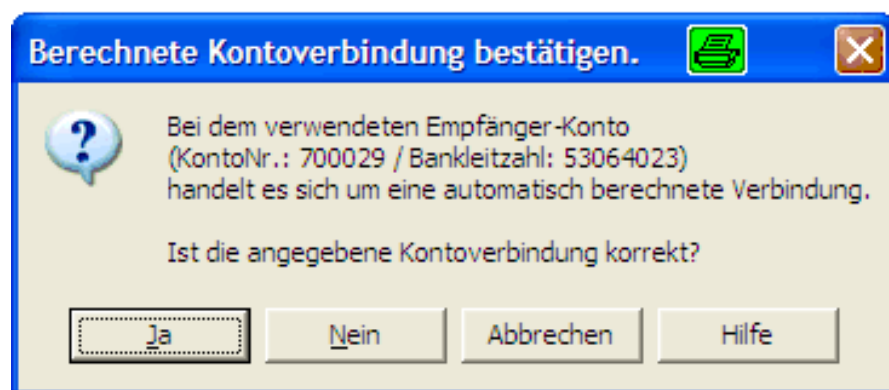 Berechnete Kontoverbindung bestätigen.
Bei dem verwendeten Empfänger-Konto
(KontoNr.: 700029 / Bankleitzahl: 53064023)
handelt es sich um eine automatisch berechnete Verbindung.
Ist die angegebene Kontoverbindung korrekt?
Ja Nein Abbrechen Hilfe